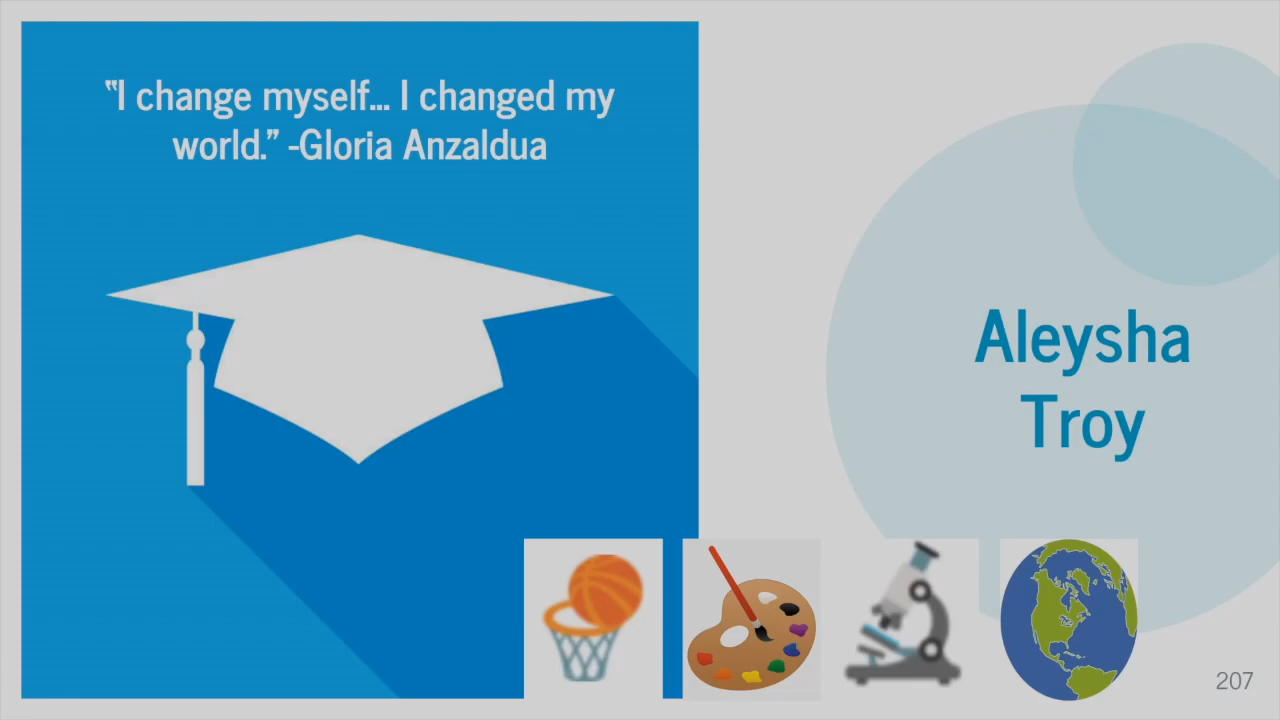 “I change myself... I changed my
world.” -Gloria Anzaldua
Aleysha
Troy
207